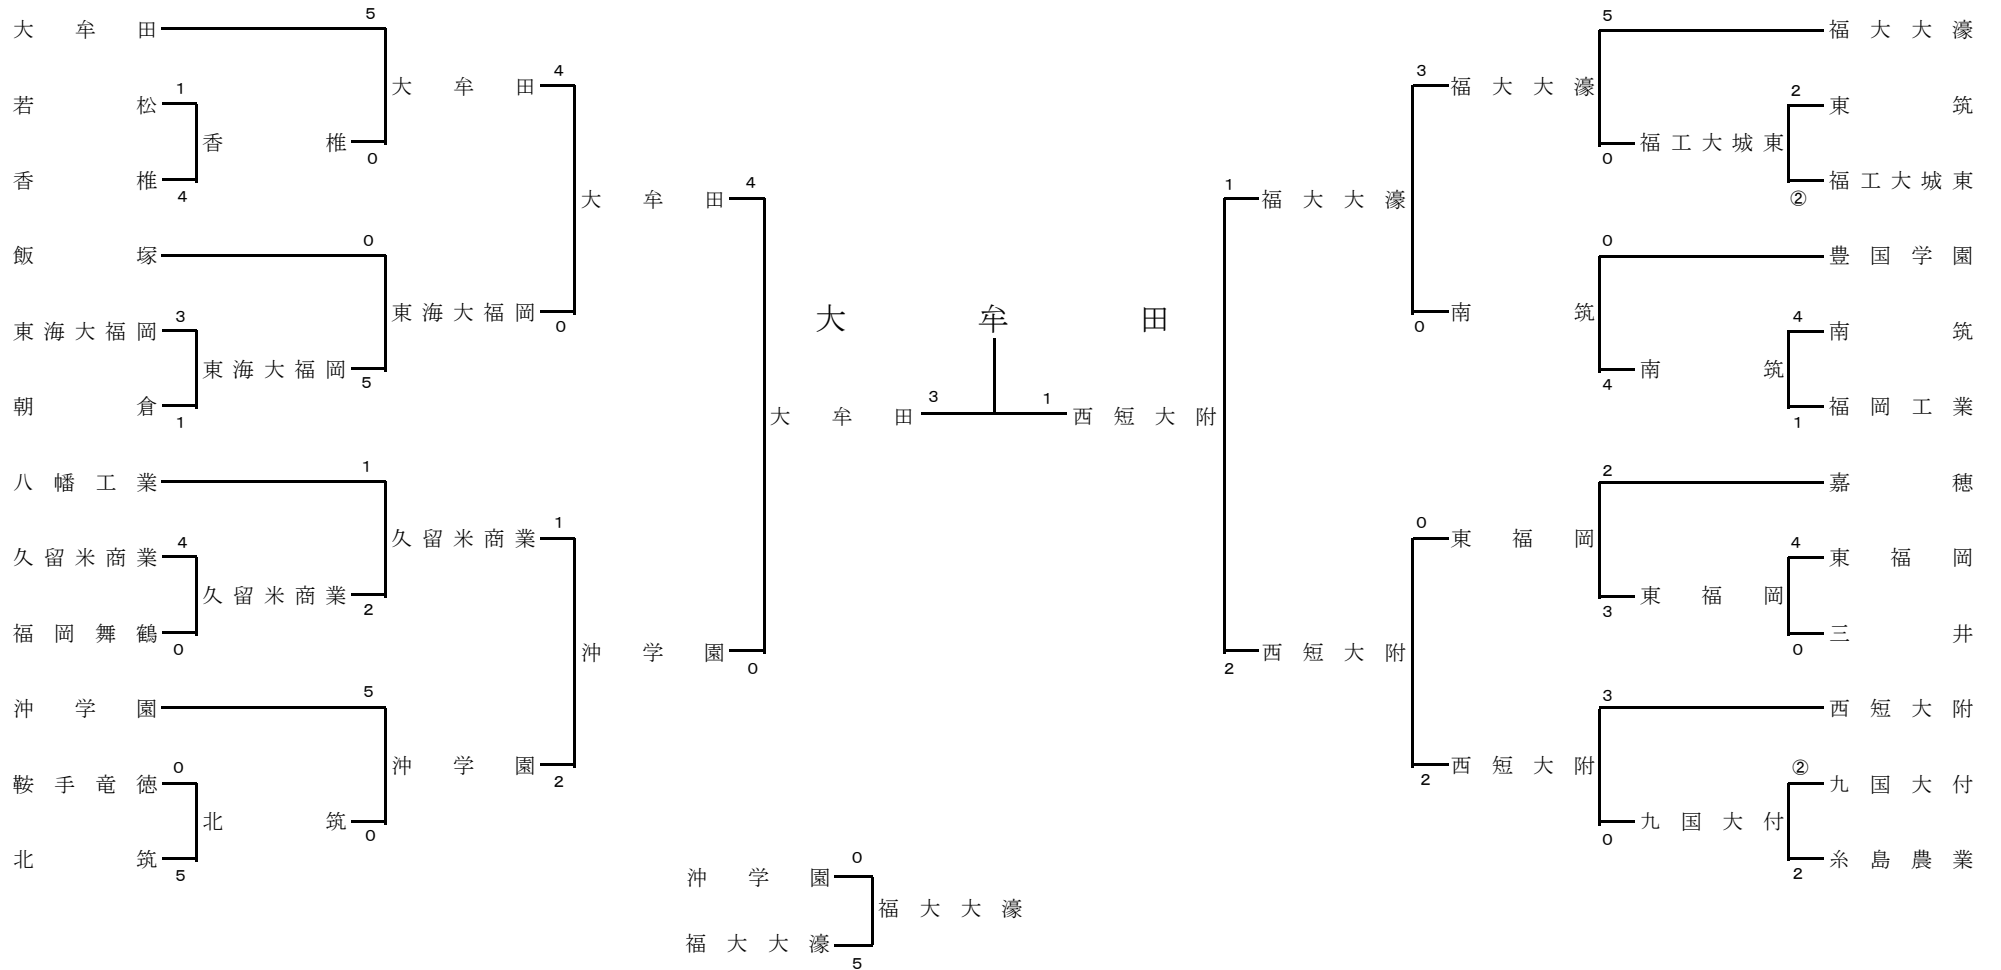 5
5
大牟田
福大大濠
4
3
大牟田
福大大濠
1
2
若松
東筑
香椎
0
福工大城東
0
香椎
福工大城東
4
②
4
1
大牟田
福大大濠
0
0
飯塚
豊国学園
東海大福岡
南筑
0
0
3
4
東海大福岡
南筑
大牟田
東海大福岡
5
南筑
4
朝倉
福岡工業
1
1
大牟田
3
1
西短大附
1
2
八幡工業
嘉穂
久留米商業
1
0
東福岡
4
4
久留米商業
東福岡
久留米商業
2
東福岡
3
福岡舞鶴
三井
0
0
沖学園
0
西短大附
2
5
3
沖学園
西短大附
沖学園
2
西短大附
2
0
②
鞍手竜徳
九国大付
北筑
0
九国大付
0
北筑
糸島農業
5
2
0
沖学園
福大大濠
福大大濠
5